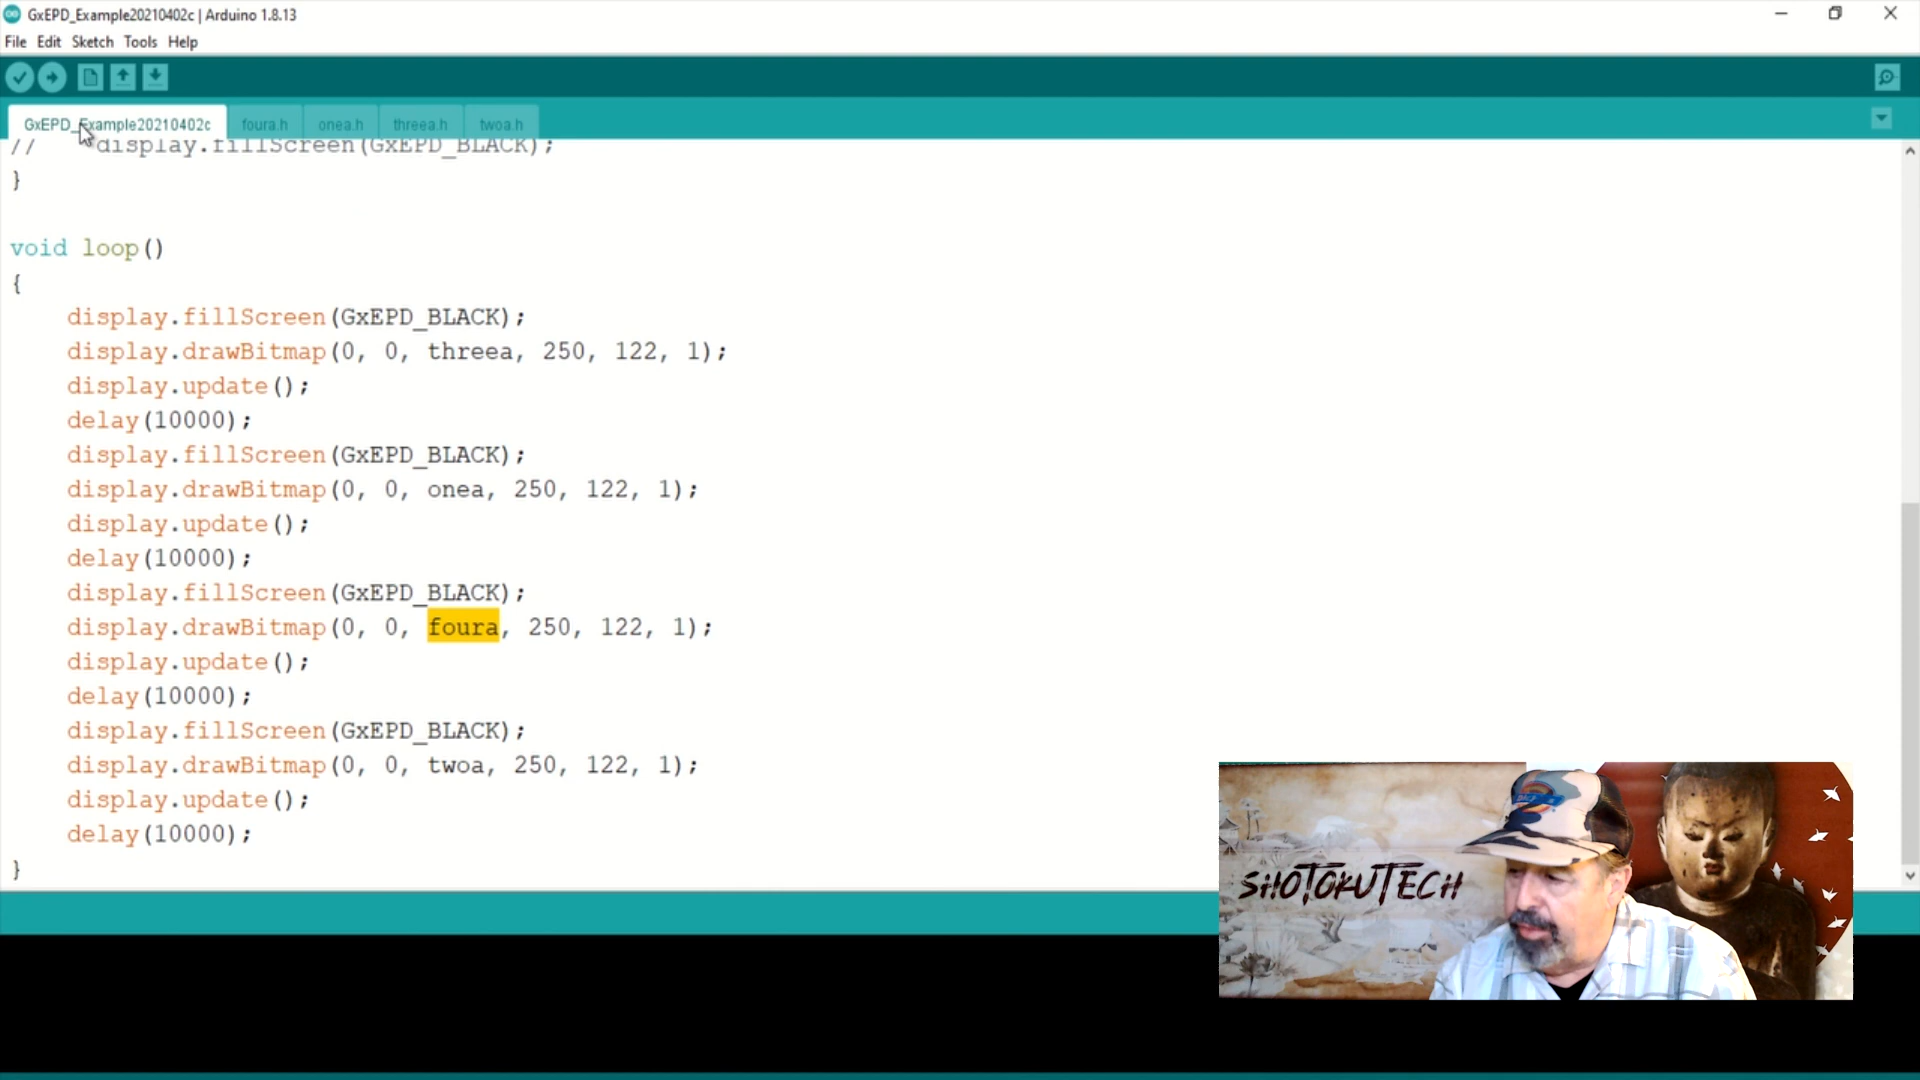 GxEPD_Example20210402c | Arduino 1.8.13
File Edit Sketch Tools Help
GxEPD_Example20210402c foura.h onea.h threea.h twoa.h
// display.fillScreen(GxEPD_BLACK);
}
void loop()
{
display.fillScreen(GxEPD_BLACK);
display.drawBitmap(0, 0, threea, 250, 122, 1);
display.update();
delay(10000);
display.fillScreen(GxEPD_BLACK);
display.drawBitmap(0, 0, onea, 250, 122, 1);
display.update();
delay(10000);
display.fillScreen(GxEPD_BLACK);
display.drawBitmap(0, 0, foura, 250, 122, 1);
display.update();
delay(10000);
display.fillScreen(GxEPD_BLACK);
display.drawBitmap(0, 0, twoa, 250, 122, 1);
display.update();
delay(10000);
}
SHOTOKUTECH